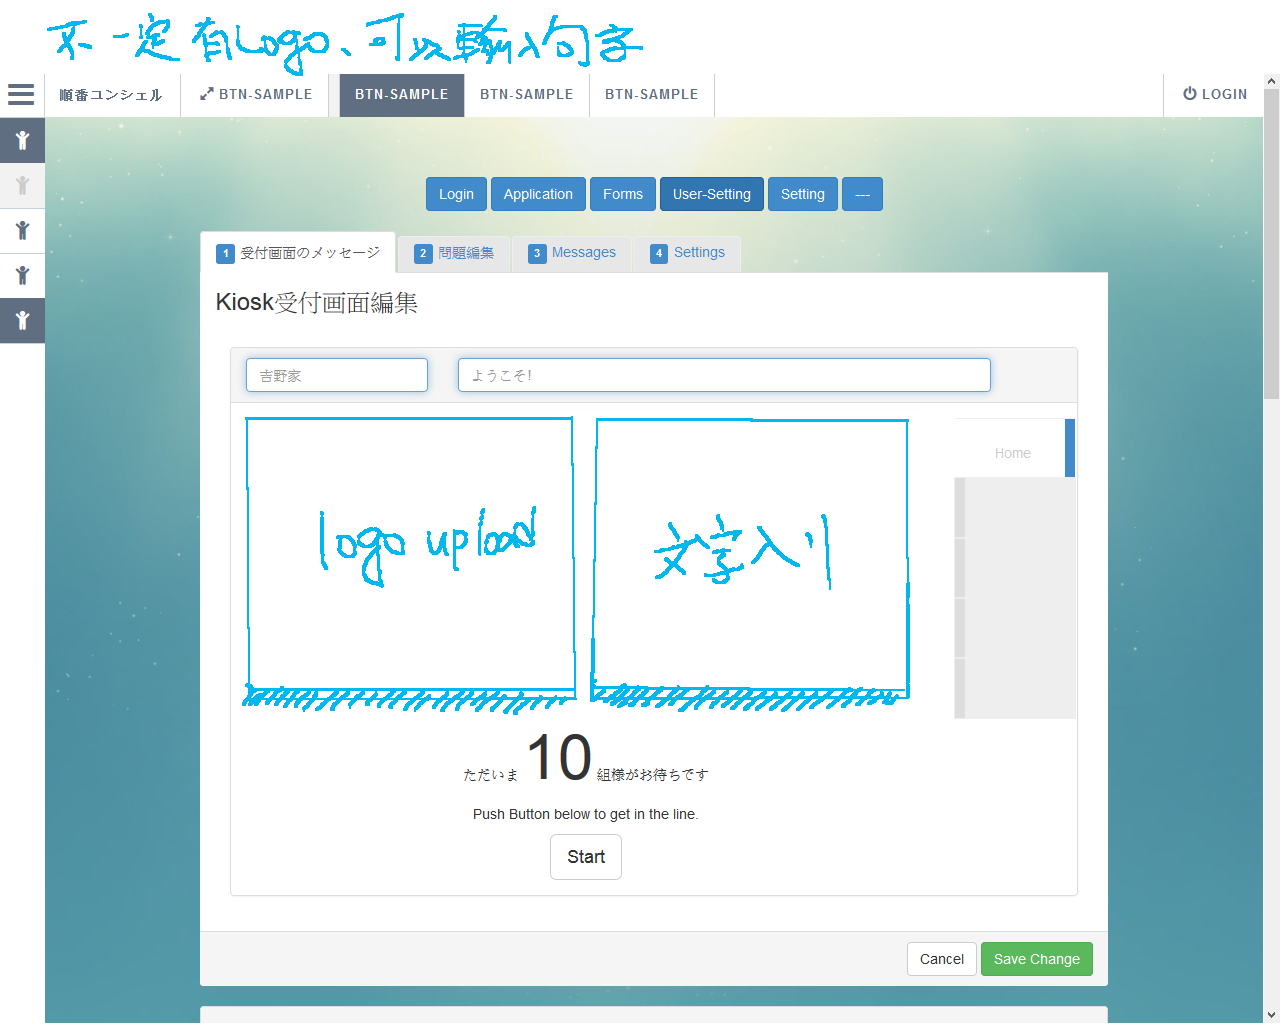 不一定有Logo、可以輸入句字
順番コンシェル BTN-SAMPLE BTN-SAMPLE BTN-SAMPLE BTN-SAMPLE LOGIN
Login Application Forms User-Setting Setting ---
1 受付画面のメッセージ 2 問題編集 3 Messages 4 Settings
Kiosk受付画面編集
吉野家 ようこそ!
Home
logo upload 文字入り
ただいま 10 組様がお待ちです
Push Button below to get in the line.
Start
Cancel Save Change